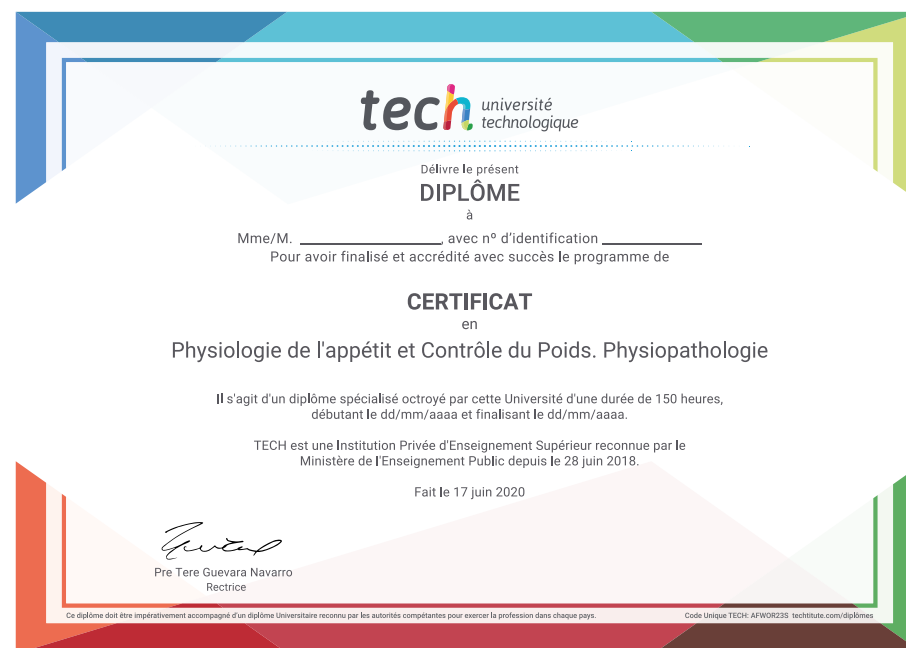 tech université
technologique
Délivre le présent
DIPLÔME
à
Mme/M. ____________________, avec nº d'identification ______________
Pour avoir finalisé et accrédité avec succès le programme de
CERTIFICAT
en
Physiologie de l'appétit et Contrôle du Poids. Physiopathologie
Il s'agit d'un diplôme spécialisé octroyé par cette Université d'une durée de 150 heures,
débutant le dd/mm/aaaa et finalisant le dd/mm/aaaa.
TECH est une Institution Privée d'Enseignement Supérieur reconnue par le
Ministère de l'Enseignement Public depuis le 28 juin 2018.
Fait le 17 juin 2020
Pre Tere Guevara Navarro
Rectrice
Ce diplôme doit être impérativement accompagné d'un diplôme Universitaire reconnu par les autorités compétantes pour exercer la profession dans chaque pays.
Code Unique TECH: AFWOR23S techtitute.com/diplômes